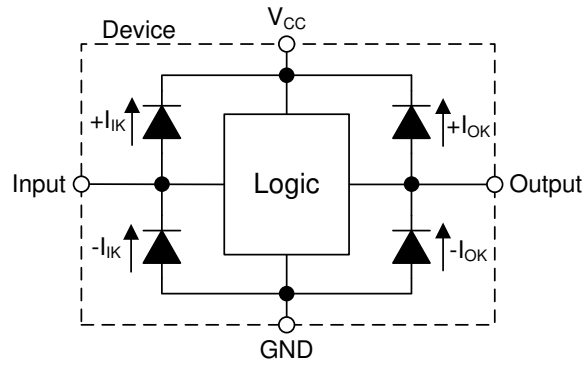 Device
V_CC
+I_IK
+I_OK
Input
Logic
Output
-I_IK
-I_OK
GND